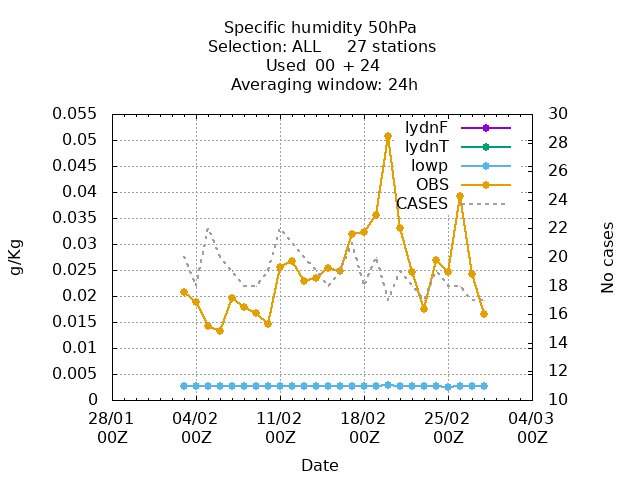 Specific humidity 50hPa
Selection: ALL 27 stations
Used 00 + 24
Averaging window: 24h
lydnF
lydnT
lowp
OBS
CASES
g/Kg
0.055
0.05
0.045
0.04
0.035
0.03
0.025
0.02
0.015
0.01
0.005
0
30
28
26
24
22
20
18
16
14
12
10
No cases
28/01 04/02 11/02 18/02 25/02 04/03
00Z 00Z 00Z 00Z 00Z 00Z
Date